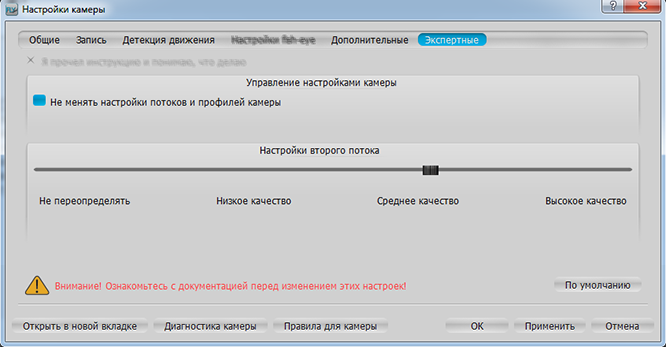 Настройки камеры
Общие Запись Детекция движения Настройки fish-eye Дополнительные Экспертные
Я прочел инструкцию и понимаю, что делаю
Управление настройками камеры
Не менять настройки потоков и профилей камеры
Настройки второго потока
Не переопределять Низкое качество Среднее качество Высокое качество
Внимание! Ознакомьтесь с документацией перед изменением этих настроек!
По умолчанию
Открыть в новой вкладке Диагностика камеры Правила для камеры OK Применить Отмена